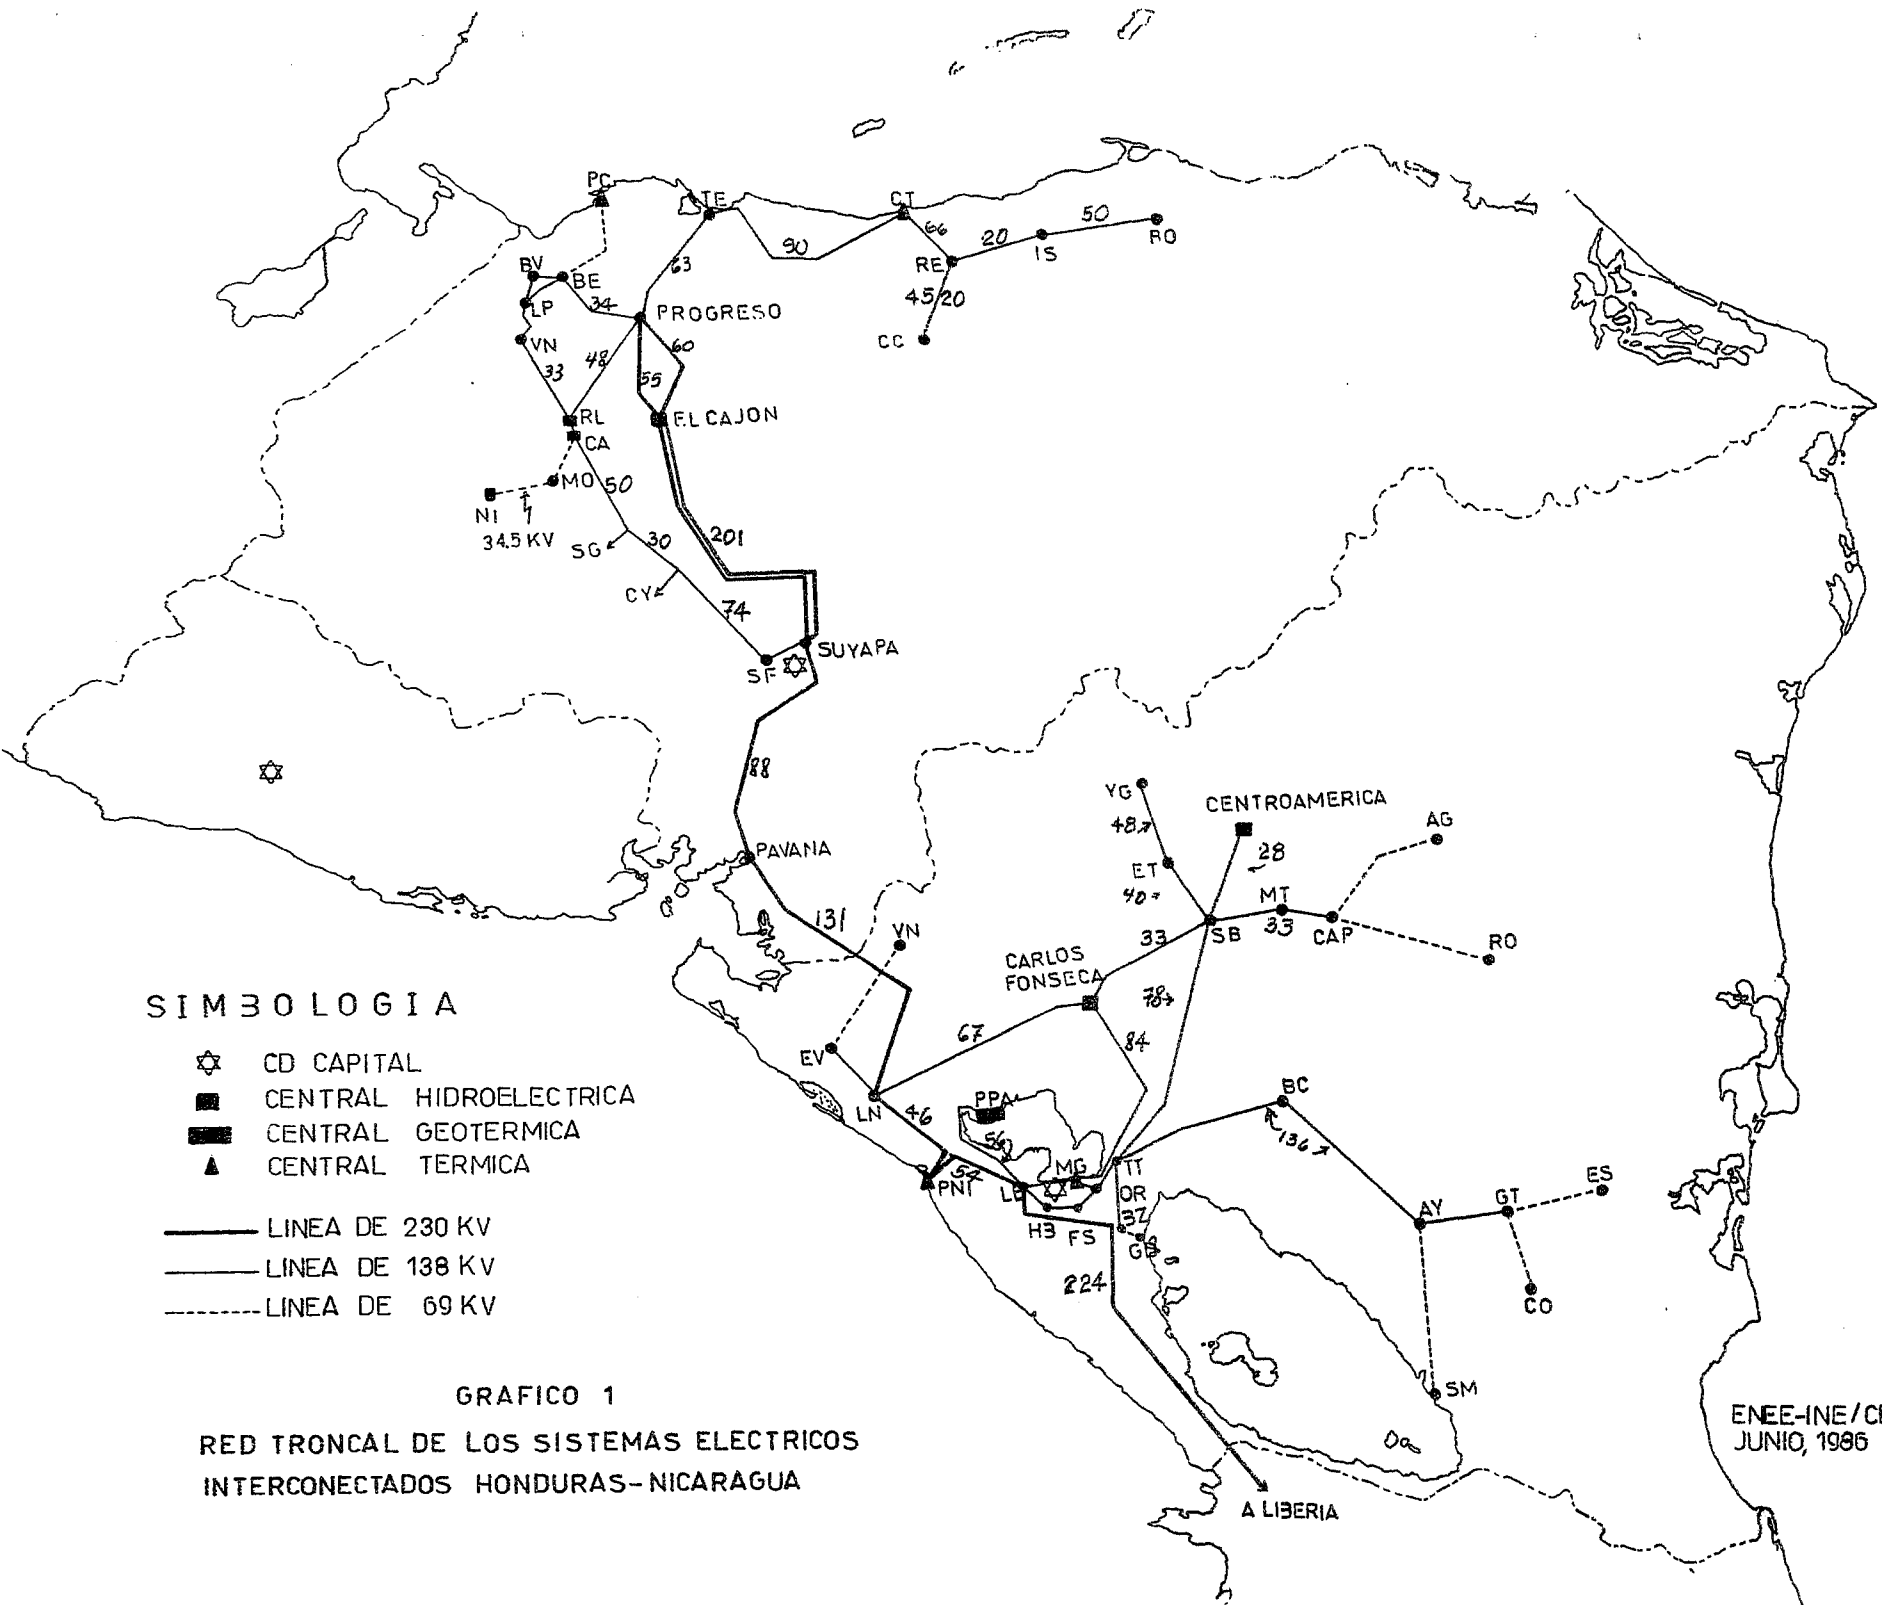 PC
TE
CT
66
50
RO
20
IS
90
RE
63
BV
BE
45/20
34
LP
PROGRESO
CC
VN
60
48
33
55
RL
EL CAJON
CA
MO
50
NI
34.5 KV
201
SG
30
CY
74
SUYAPA
SF
88
YG
CENTROAMERICA
48
AG
PAVANA
28
ET
40
MT
131
VN
33
SB
33
CAP
RO
CARLOS
FONSECA
78
67
84
EV
BC
LN
46
PPA
136
56
54
MG
TT
PNI
LB
OR
ES
GT
BZ
AY
HB
FS
GB
224
CO
SM
A LIBERIA
SIMBOLOGIA
CD CAPITAL
CENTRAL HIDROELECTRICA
CENTRAL GEOTERMICA
CENTRAL TERMICA
LINEA DE 230 KV
LINEA DE 138 KV
LINEA DE 69 KV
GRAFICO 1
RED TRONCAL DE LOS SISTEMAS ELECTRICOS
INTERCONECTADOS HONDURAS-NICARAGUA
ENEE-INE/CE
JUNIO, 1986